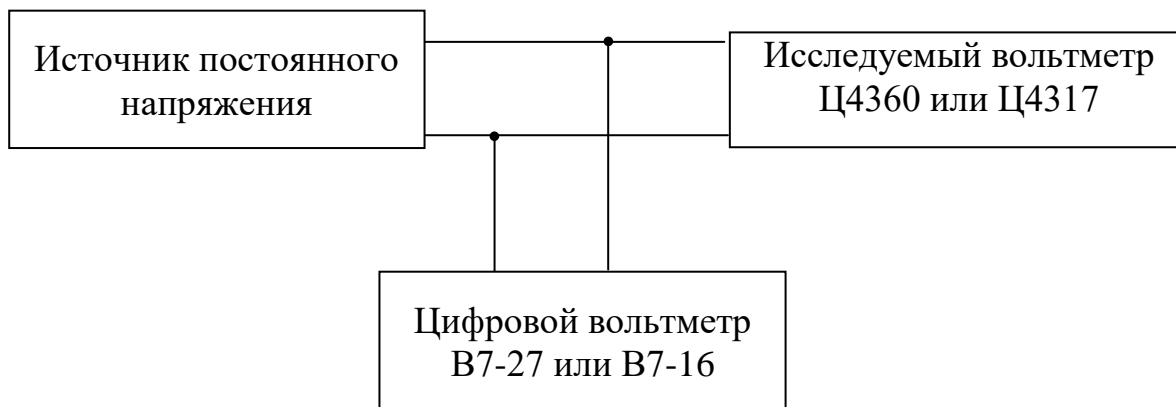 Источник постоянного
напряжения
Исследуемый вольтметр
Ц4360 или Ц4317
Цифровой вольтметр
В7-27 или В7-16